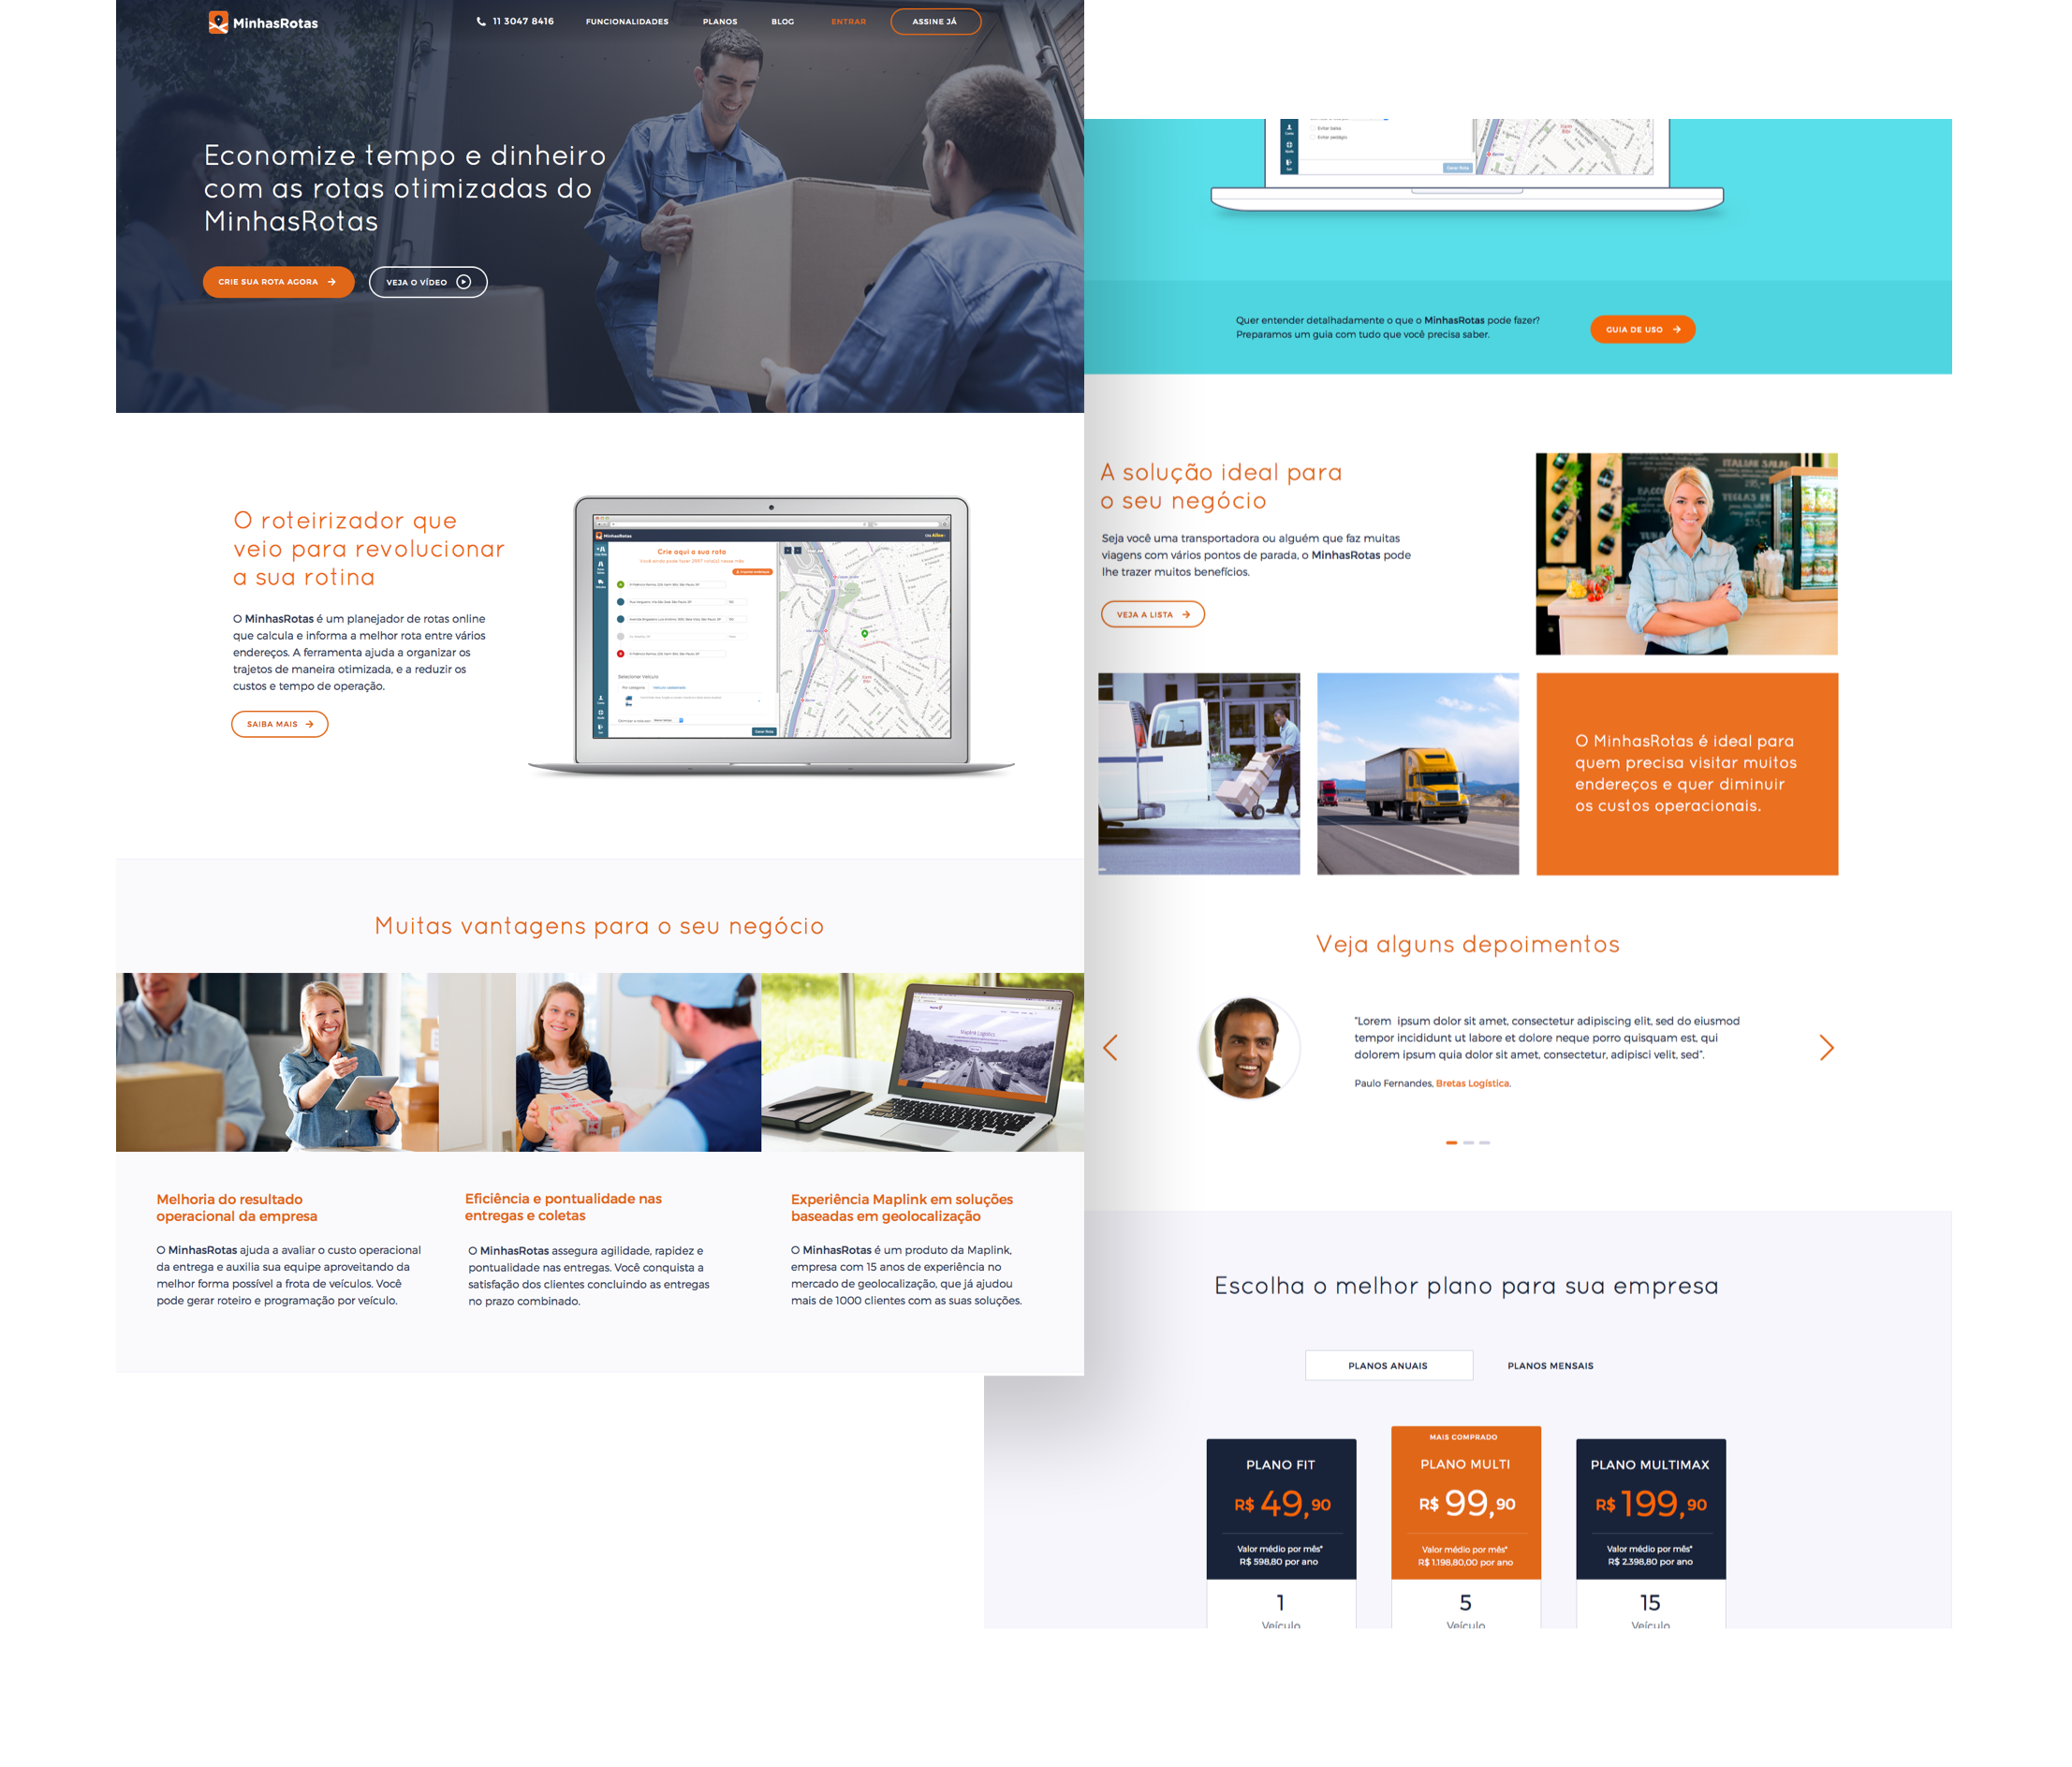 MinhasRotas
11 3047 8416
FUNCIONALIDADES
PLANOS
BLOG
ENTRAR
ASSINE JÁ
Economize tempo e dinheiro
com as rotas otimizadas do
MinhasRotas
CRIE SUA ROTA AGORA
VEJA O VÍDEO
O roteirizador que
veio para revolucionar
a sua rotina
O MinhasRotas é um planejador de rotas online
que calcula e informa a melhor rota entre vários
endereços. A ferramenta ajuda a organizar os
trajetos de maneira otimizada, e a reduzir os
custos e tempo de operação.
SAIBA MAIS
MinhasRotas
Crie aqui a sua rota
Selecionar Veículo
Gerar Rota
Muitas vantagens para o seu negócio
Maplink Logistics
Melhoria do resultado
operacional da empresa
O MinhasRotas ajuda a avaliar o custo operacional
da entrega e auxilia sua equipe aproveitando da
melhor forma possível a frota de veículos. Você
pode gerar roteiro e programação por veículo.
Eficiência e pontualidade nas
entregas e coletas
O MinhasRotas assegura agilidade, rapidez e
pontualidade nas entregas. Você conquista a
satisfação dos clientes concluindo as entregas
no prazo combinado.
Experiência Maplink em soluções
baseadas em geolocalização
O MinhasRotas é um produto da Maplink,
empresa com 15 anos de experiência no
mercado de geolocalização, que já ajudou
mais de 1000 clientes com as suas soluções.
Evitar balsa
Evitar pedágio
Gerar Rota
Quer entender detalhadamente o que o MinhasRotas pode fazer?
Preparamos um guia com tudo que você precisa saber.
GUIA DE USO
A solução ideal para
o seu negócio
Seja você uma transportadora ou alguém que faz muitas
viagens com vários pontos de parada, o MinhasRotas pode
lhe trazer muitos benefícios.
VEJA A LISTA
ITALIAN SALAD
O MinhasRotas é ideal para
quem precisa visitar muitos
endereços e quer diminuir
os custos operacionais.
Veja alguns depoimentos
"Lorem ipsum dolor sit amet, consectetur adipiscing elit, sed do eiusmod
tempor incididunt ut labore et dolore neque porro quisquam est, qui
dolorem ipsum quia dolor sit amet, consectetur, adipisci velit, sed".
Paulo Fernandes, Bretas Logística.
Escolha o melhor plano para sua empresa
PLANOS ANUAIS
PLANOS MENSAIS
PLANO FIT
R$ 49,90
Valor médio por mês*
R$ 598,80 por ano
1
Veículo
MAIS COMPRADO
PLANO MULTI
R$ 99,90
Valor médio por mês*
R$ 1.198,80,00 por ano
5
Veículo
PLANO MULTIMAX
R$ 199,90
Valor médio por mês*
R$ 2.398,80 por ano
15
Veículo